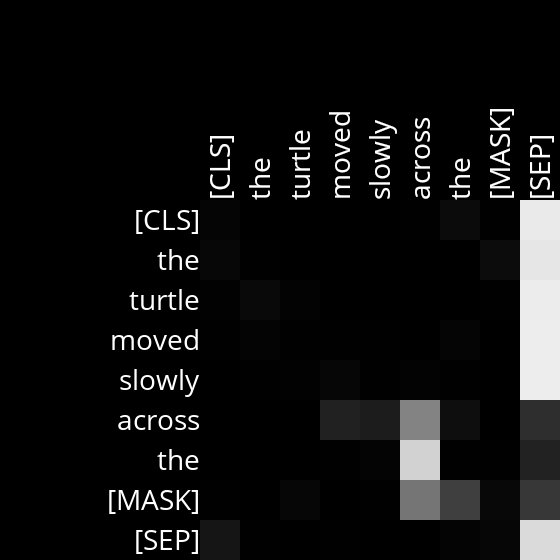 [CLS] the turtle moved slowly across the [MASK] [SEP]
[CLS]
the
turtle
moved
slowly
across
the
[MASK]
[SEP]